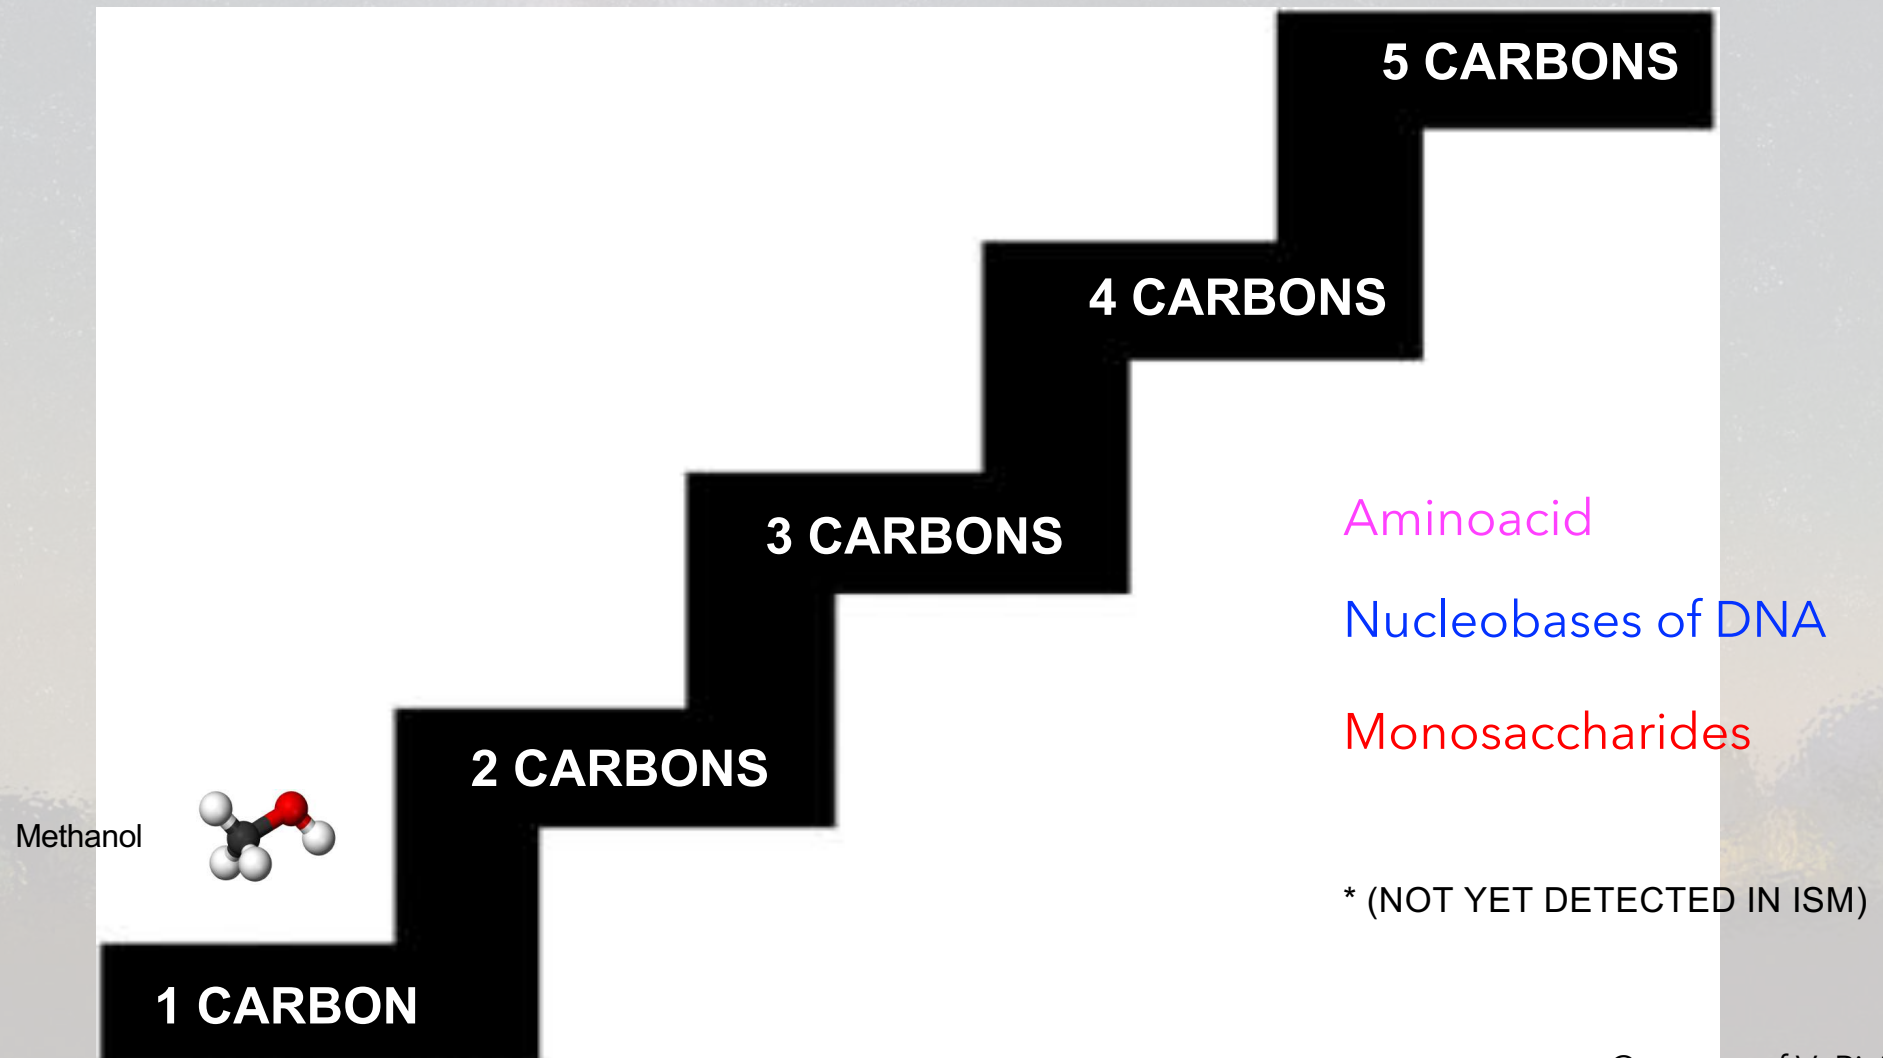 5 CARBONS
4 CARBONS
3 CARBONS
Aminoacid
Nucleobases of DNA
Monosaccharides
2 CARBONS
Methanol
* (NOT YET DETECTED IN ISM)
1 CARBON